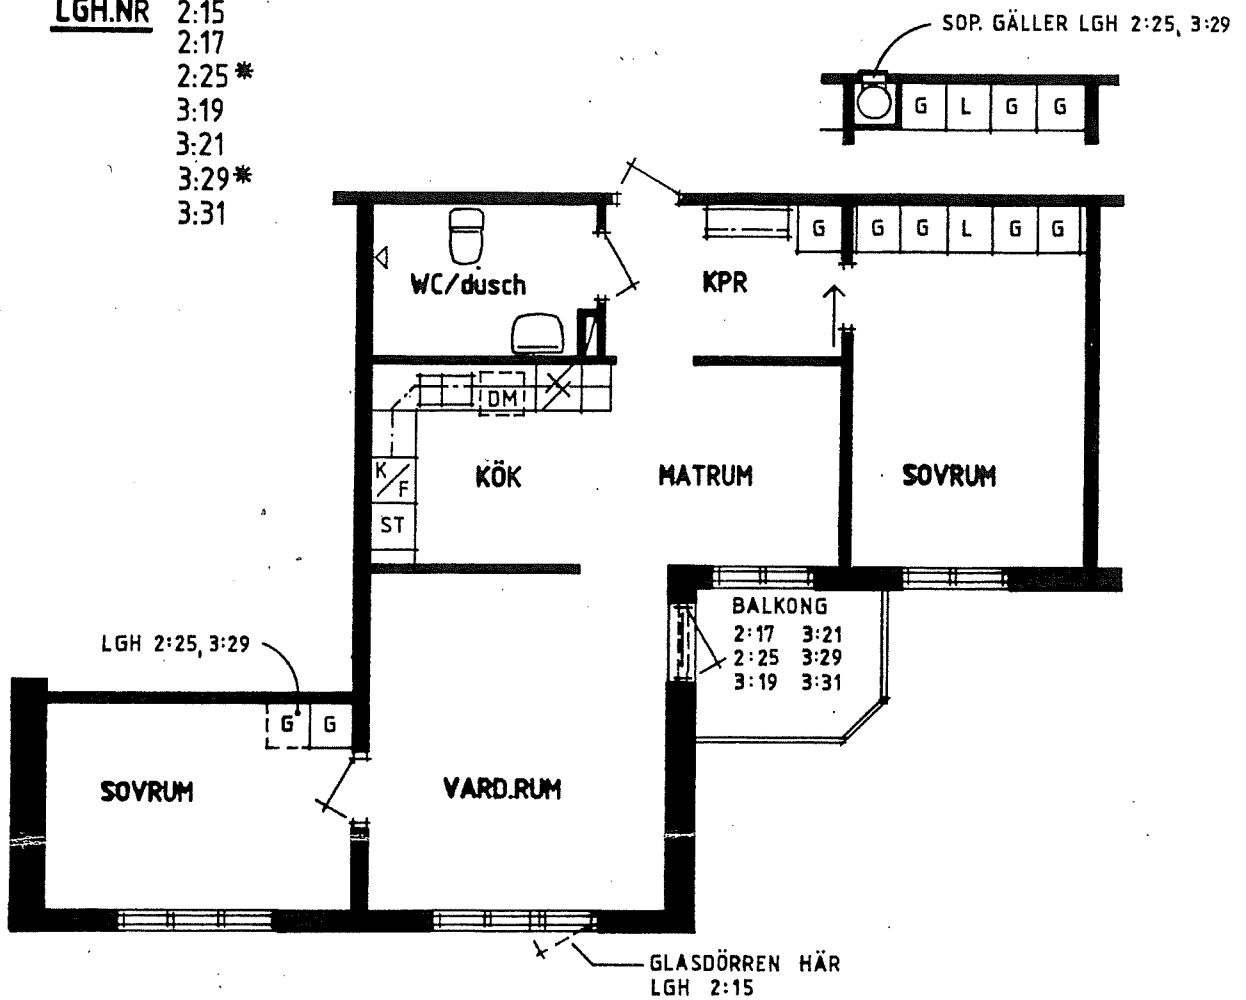 LGH.NR 2:15
2:17
2:25*
3:19
3:21
3:29*
3:31
SOP. GÄLLER LGH 2:25, 3:29
G L G G
G G G L G G
WC/dusch
KPR
DM
K/F
KÖK
MATRUM
SOVRUM
ST
BALKONG
2:17 3:21
2:25 3:29
3:19 3:31
LGH 2:25, 3:29
G G
SOVRUM
VARD.RUM
GLASDÖRREN HÄR
LGH 2:15